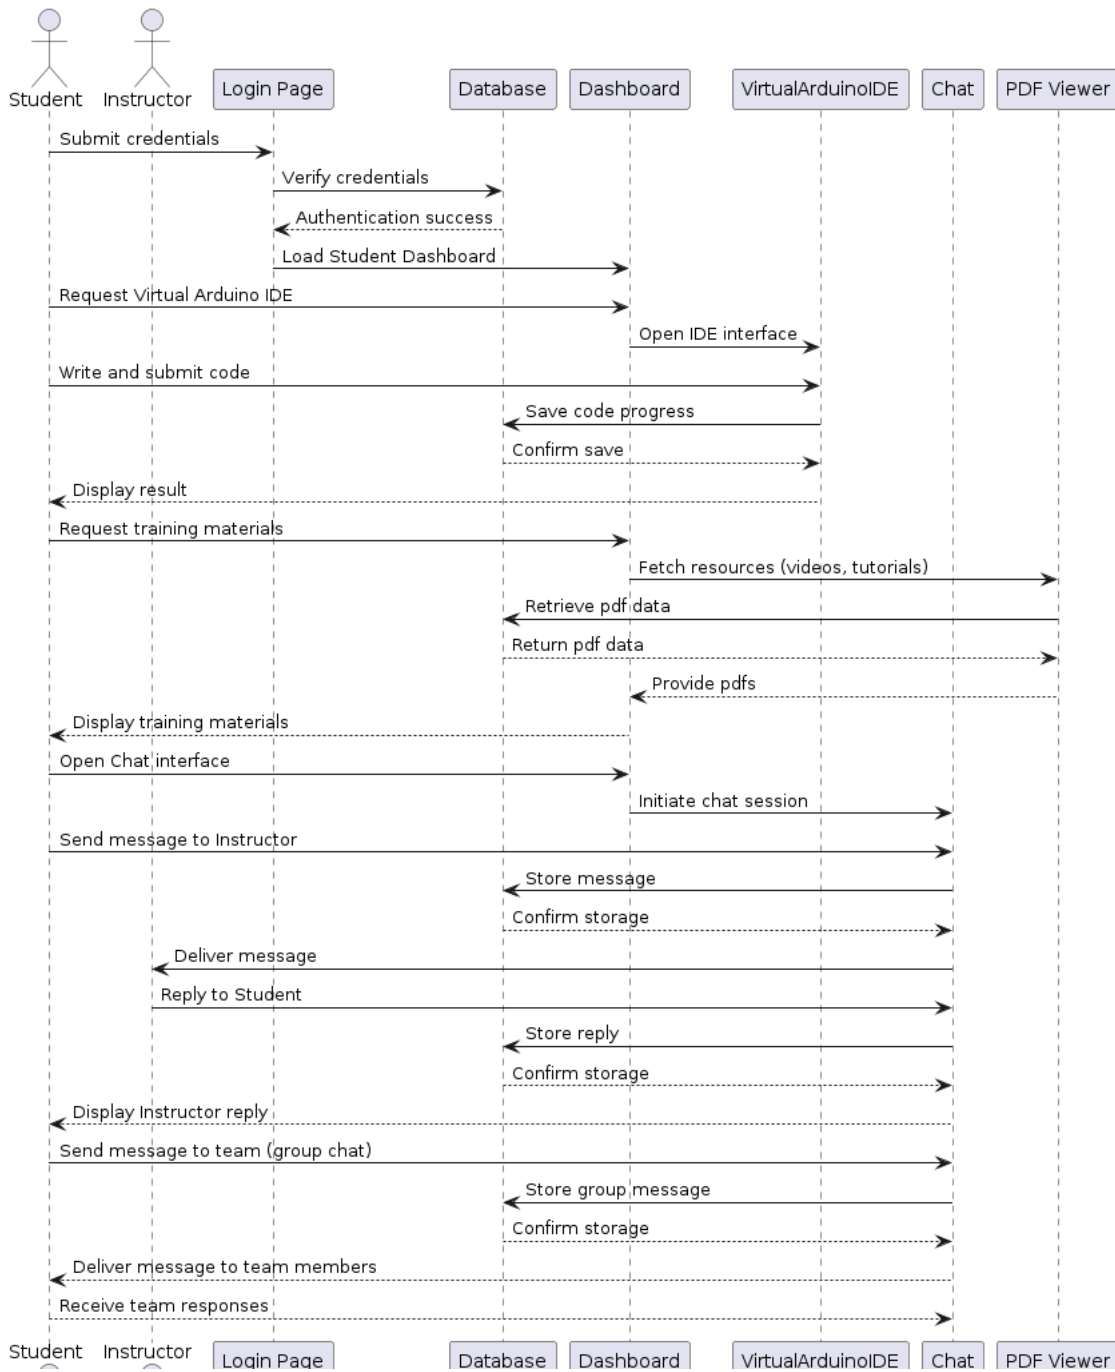 Student
Instructor
Login Page
Database
Dashboard
VirtualArduinoIDE
Chat
PDF Viewer
Submit credentials
Verify credentials
Authentication success
Load Student Dashboard
Request Virtual Arduino IDE
Open IDE interface
Write and submit code
Save code progress
Confirm save
Display result
Request training materials
Fetch resources (videos, tutorials)
Retrieve pdf data
Return pdf data
Provide pdfs
Display training materials
Open Chat interface
Initiate chat session
Send message to Instructor
Store message
Confirm storage
Deliver message
Reply to Student
Store reply
Confirm storage
Display Instructor reply
Send message to team (group chat)
Store group message
Confirm storage
Deliver message to team members
Receive team responses
Student
Instructor
Login Page
Database
Dashboard
VirtualArduinoIDE
Chat
PDF Viewer